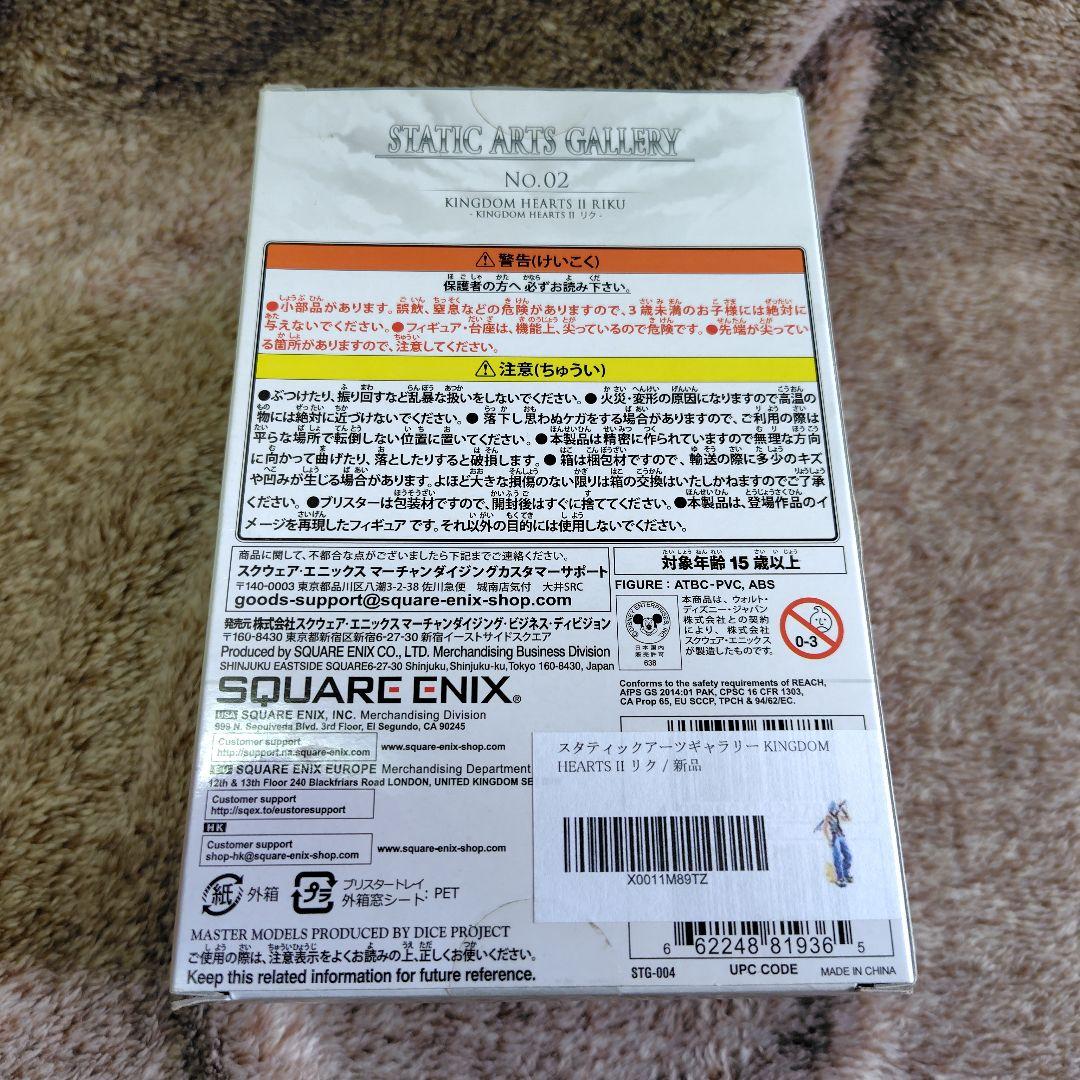 STATIC ARTS GALLERY
No.02
KINGDOM HEARTS II RIKU
- KINGDOM HEARTS II リク -
⚠警告(けいこく)
保護者の方へ 必ずお読み下さい。
●小部品があります。誤飲、窒息などの危険がありますので、3歳未満のお子様には絶対に
与えないでください。●フィギュア・台座は、機能上、尖っているので危険です。●先端が尖ってい
る箇所がありますので、注意してください。
⚠注意(ちゅうい)
●ぶつけたり、振り回すなど乱暴な扱いをしないでください。●火災・変形の原因になりますので高温の
物には絶対に近づけないでください。●落下し思わぬケガをする場合がありますので、ご利用の際は
平らな場所で転倒しない位置に置いてください。●本製品は精密に作られていますので無理な方向
に向かって曲げたり、落としたりすると破損します。●箱は梱包材ですので、輸送の際に多少のキズ
や凹みが生じる場合があります。よほど大きな損傷のない限りは箱の交換はいたしかねますのでご了承
ください。●ブリスターは包装材ですので、開封後はすぐに捨ててください。●本製品は、登場作品のイ
メージを再現したフィギュアです。それ以外の目的には使用しないでください。
商品に関して、不都合な点がございましたら下記までご連絡ください。
スクウェア・エニックス マーチャンダイジングカスタマーサポート
〒140-0003 東京都品川区八潮3-2-38 佐川急便 城南店気付 大井SRC
goods-support@square-enix-shop.com
対象年齢 15歳以上
FIGURE : ATBC-PVC, ABS
DISNEY ENTERPRISES
日本国内
販売許可
638
本商品は、ウォルト・
ディズニー・ジャパン
株式会社との契約
により、株式会社
スクウェア・エニックス
が製造したものです。
0-3
発売元 株式会社スクウェア・エニックス マーチャンダイジング・ビジネス・ディビジョン
〒160-8430 東京都新宿区新宿6-27-30 新宿イーストサイドスクエア
Produced by SQUARE ENIX CO., LTD. Merchandising Business Division
SHINJUKU EASTSIDE SQUARE6-27-30 Shinjuku,Shinjuku-ku,Tokyo 160-8430, Japan
SQUARE ENIX®
Conforms to the safety requirements of REACH,
AfPS GS 2014:01 PAK, CPSC 16 CFR 1303,
CA Prop 65, EU SCCP, TPCH & 94/62/EC.
USA SQUARE ENIX, INC. Merchandising Division
999 N. Sepulveda Blvd. 3rd Floor, El Segundo, CA 90245
Customer support
http://support.na.square-enix.com
www.square-enix-shop.com
SQUARE ENIX EUROPE Merchandising Department
12th & 13th Floor 240 Blackfriars Road LONDON, UNITED KINGDOM SE
Customer support
http://sqex.to/eustoresupport
HK
Customer support
shop-hk@square-enix-shop.com
www.square-enix-shop.com
スタティックアーツギャラリー KINGDOM
HEARTS II リク / 新品
X0011M89TZ
紙 外箱
プラ
ブリスタートレイ
外箱窓シート : PET
MASTER MODELS PRODUCED BY DICE PROJECT
ご使用の際は、注意表示をよくお読みの上、正しくお使いください。
Keep this related information for future reference.
6 62248 81936 5
STG-004 UPC CODE MADE IN CHINA